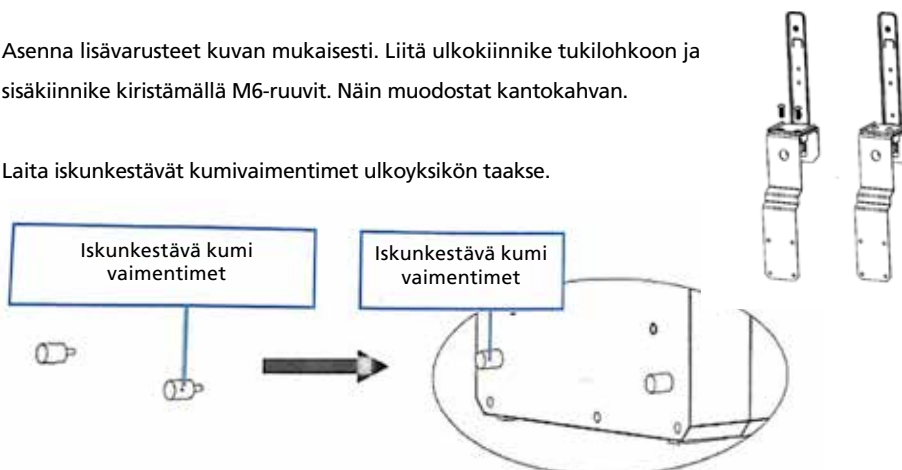 Asenna lisävarusteet kuvan mukaisesti. Liitä ulkokiinnike tukilohkoon ja
sisäkiinnike kiristämällä M6-ruuvit. Näin muodostat kantokahvan.
Laita iskunkestävät kumivaimentimet ulkoyksikön taakse.
Iskunkestävä kumi
vaimentimet
Iskunkestävä kumi
vaimentimet